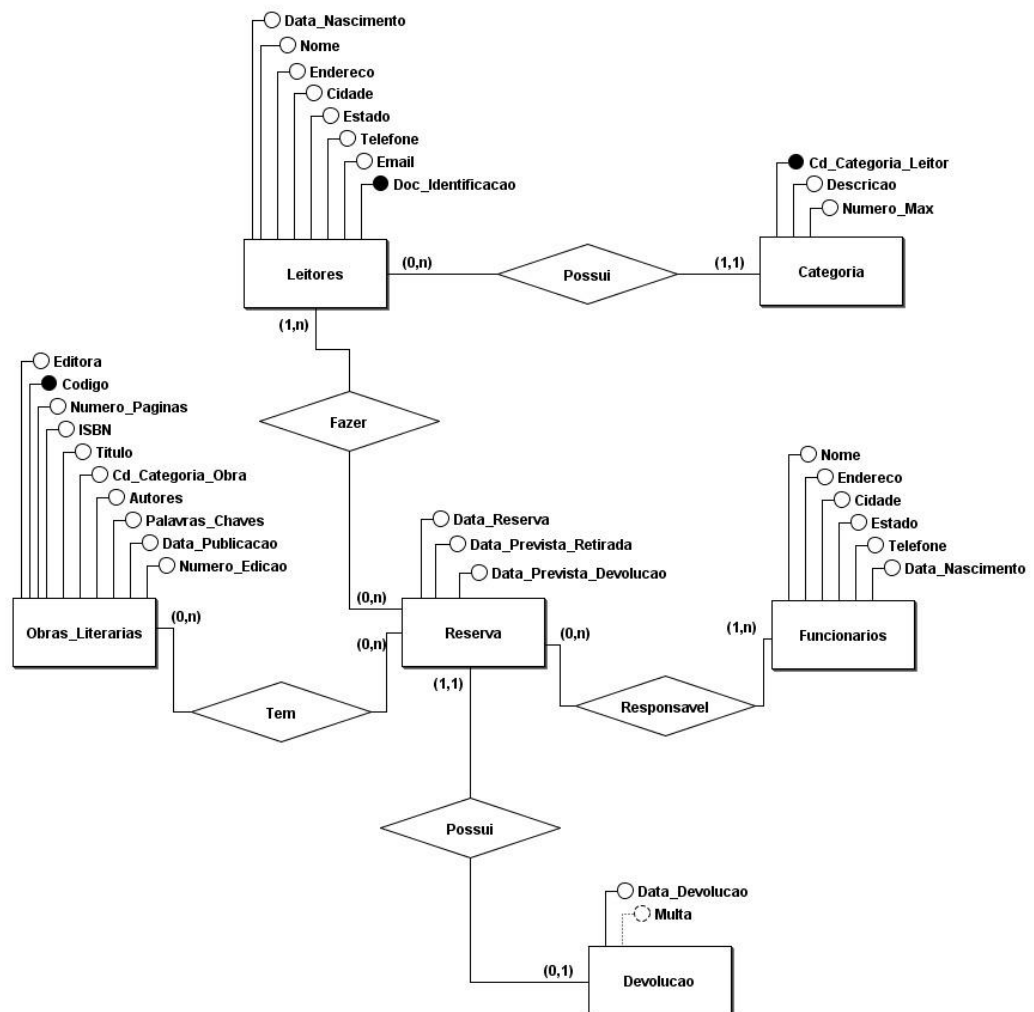 Data_Nascimento
Nome
Endereco
Cidade
Estado
Telefone
Email
Doc_Identificacao
Cd_Categoria_Leitor
Descricao
Numero_Max
Leitores
(0,n)
Possui
(1,1)
Categoria
(1,n)
Fazer
Editora
Codigo
Numero_Paginas
ISBN
Titulo
Cd_Categoria_Obra
Autores
Palavras_Chaves
Data_Publicacao
Numero_Edicao
Data_Reserva
Data_Prevista_Retirada
Data_Prevista_Devolucao
Nome
Endereco
Cidade
Estado
Telefone
Data_Nascimento
Obras_Literarias
(0,n)
(0,n)
(0,n)
Reserva
(0,n)
(1,n)
Funcionarios
(1,1)
Tem
Responsavel
Possui
Data_Devolucao
Multa
(0,1)
Devolucao